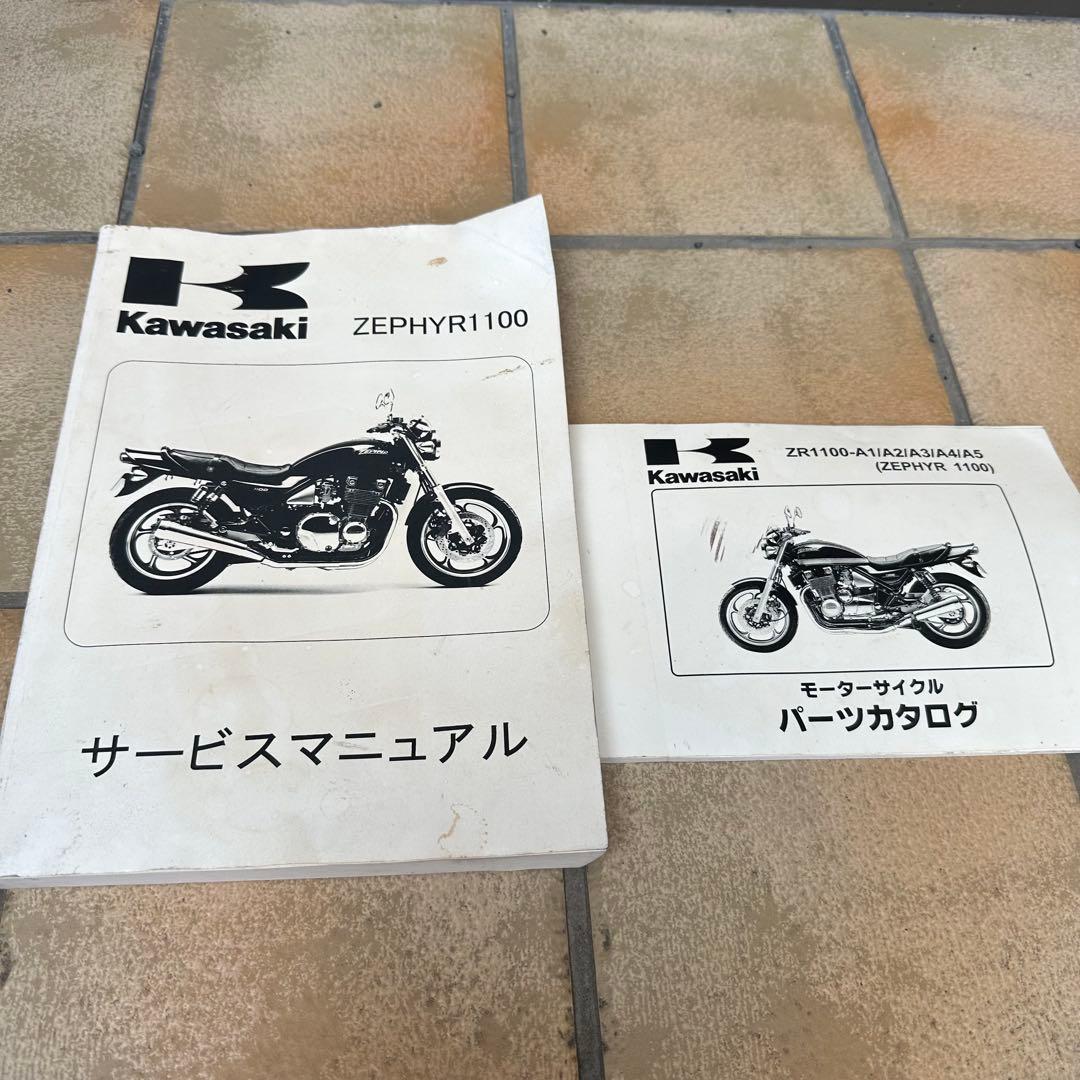 Kawasaki
ZEPHYR1100
サービスマニュアル
Kawasaki
ZR1100-A1/A2/A3/A4/A5
(ZEPHYR 1100)
モーターサイクル
パーツカタログ